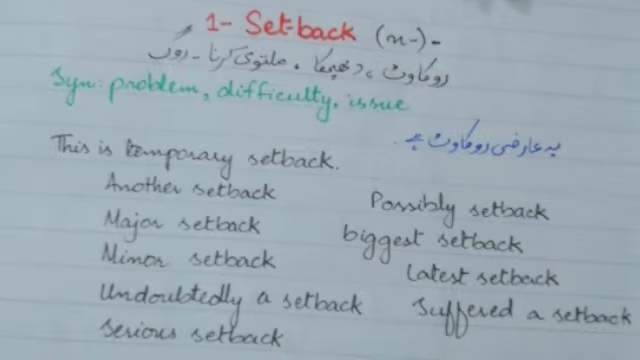 1- Set-back (n-)-
روکاوٹ، دھچکا، ملتوی کرنا - روگ
Syn: problem, difficulty, issue
یہ عارضی روکاوٹ ہے۔
This is temporary setback.
Another setback
Possibly setback
Major setback
biggest setback
Minor setback
Latest setback
Undoubtedly a setback
Suffered a setback
Serious setback